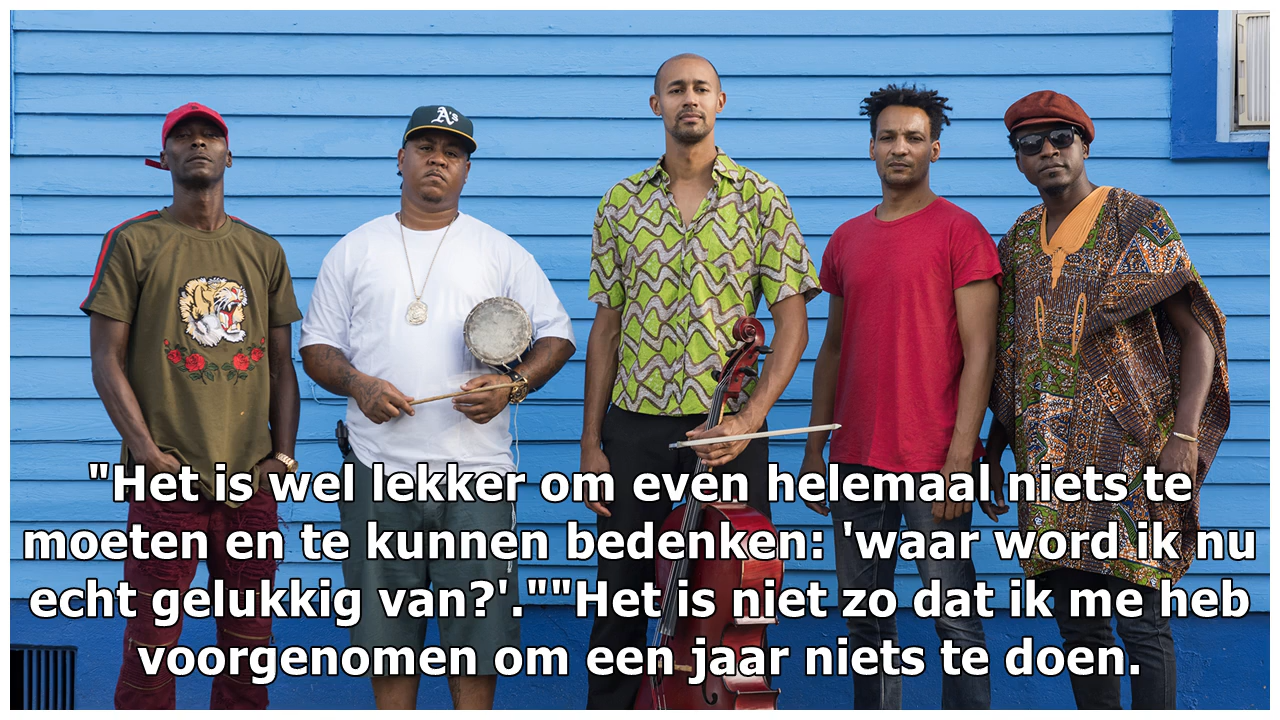 A's
"Het is wel lekker om even helemaal niets te
moeten en te kunnen bedenken: 'waar word ik nu
echt gelukkig van?'.""Het is niet zo dat ik me heb
voorgenomen om een jaar niets te doen.